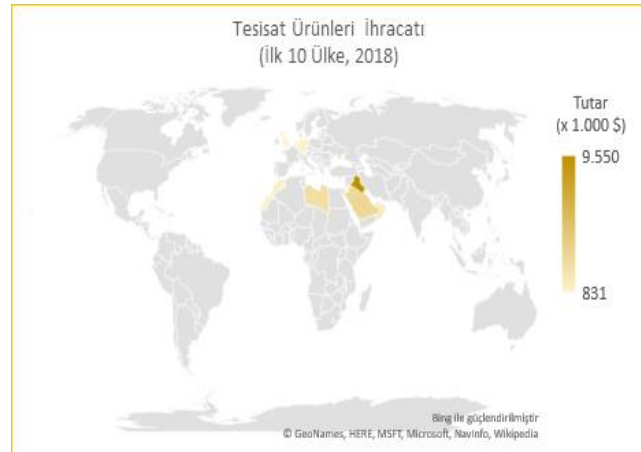 Tesisat Ürünleri İhracatı
(İlk 10 Ülke, 2018)
Tutar
(x 1.000 $)
9.550
831
Bing ile güçlendirilmiştir
© GeoNames, HERE, MSFT, Microsoft, NavInfo, Wikipedia